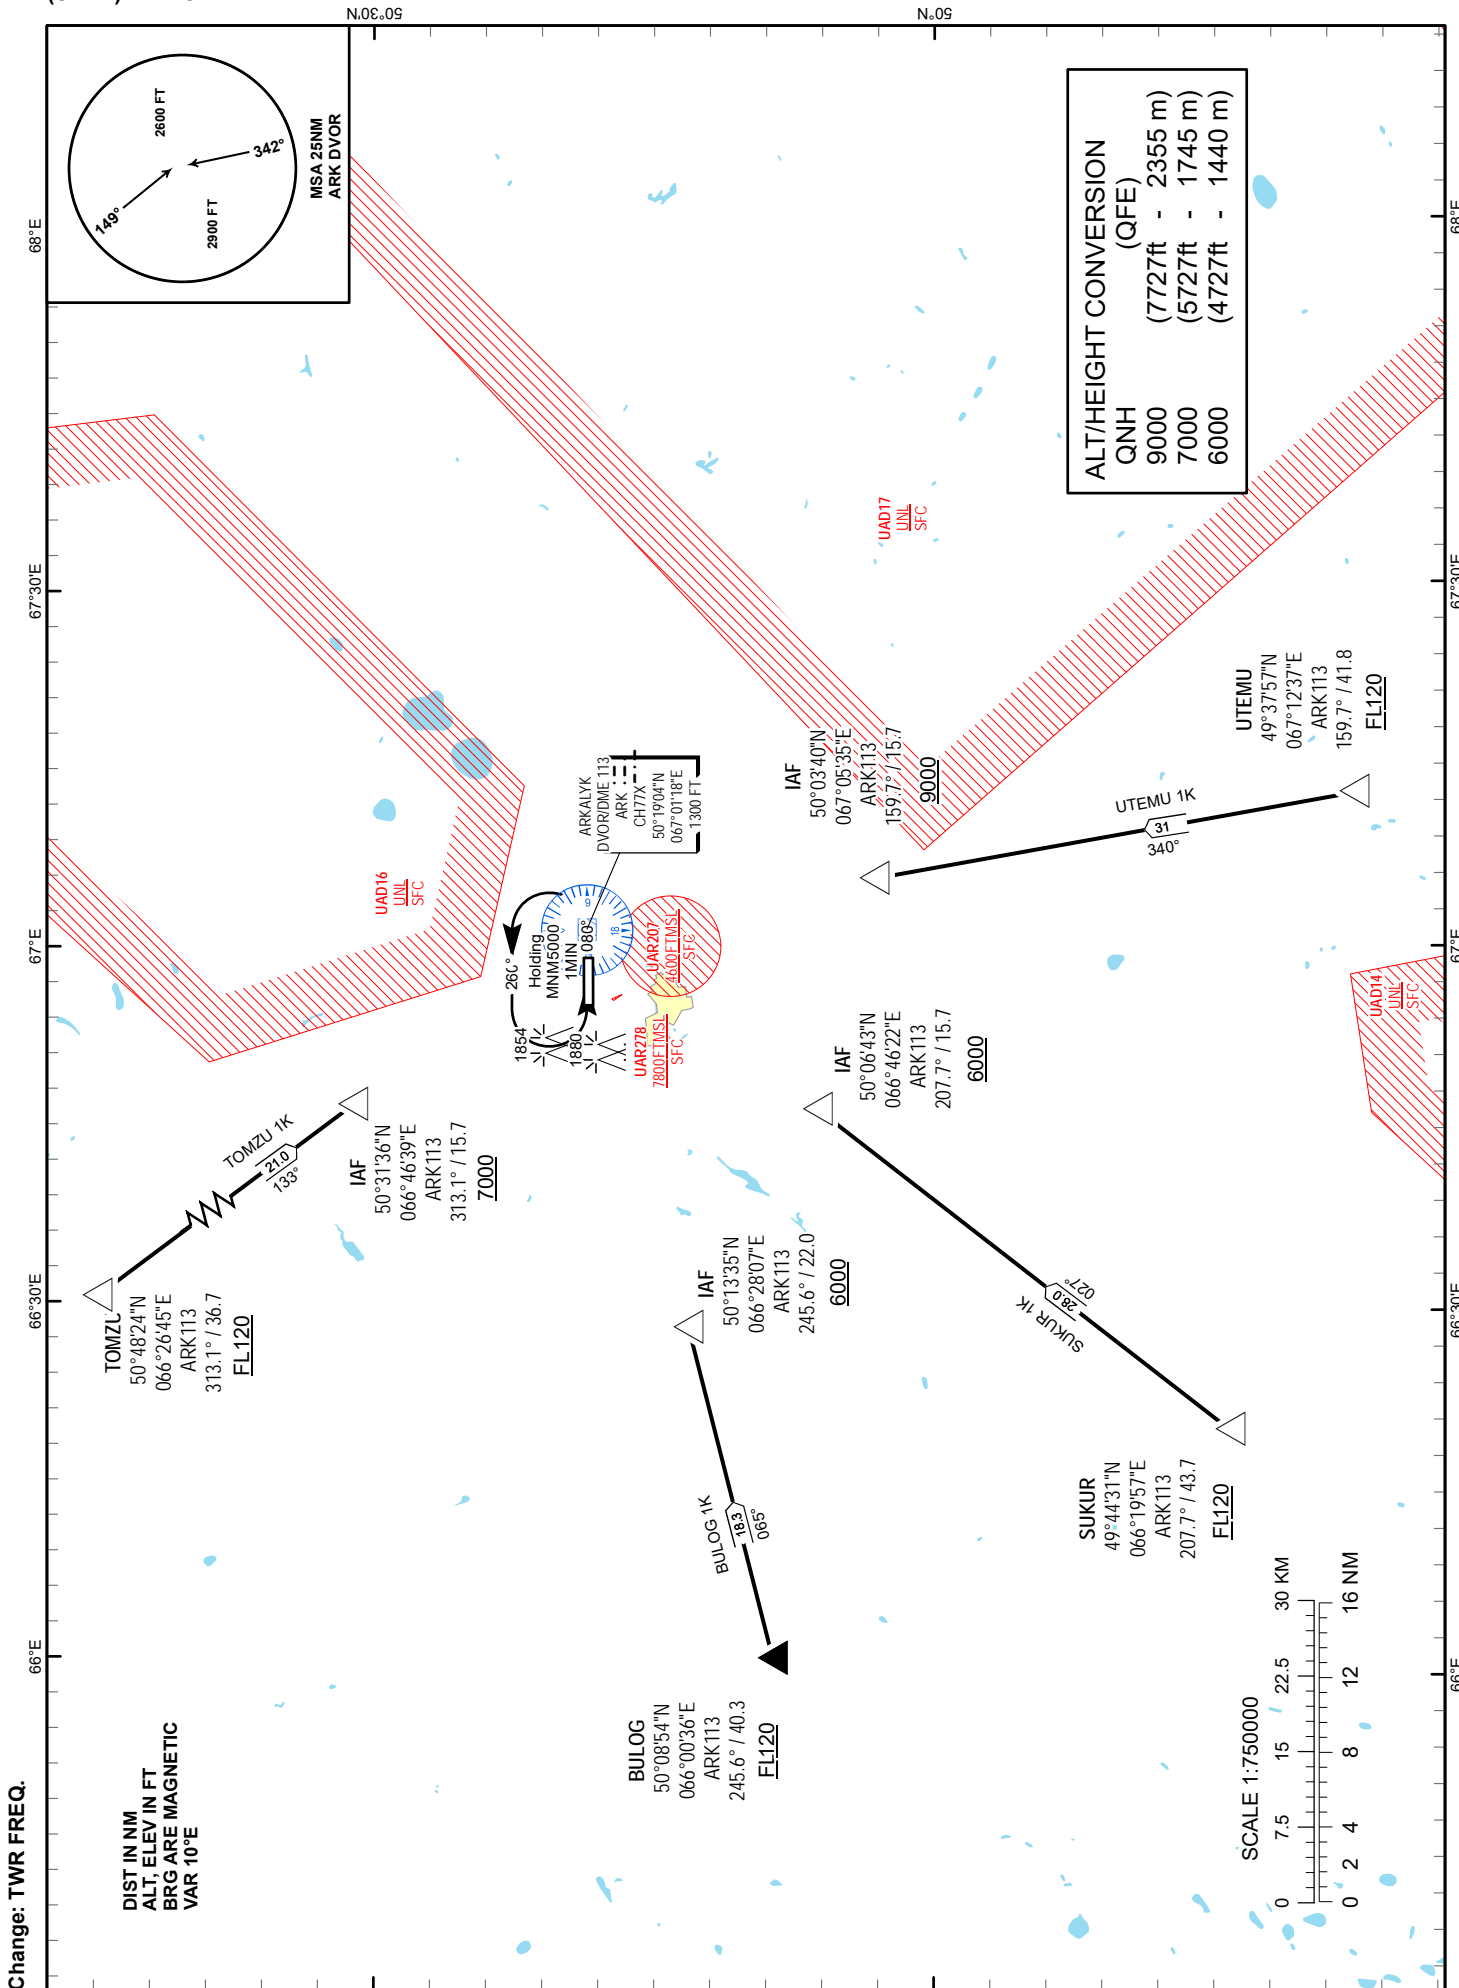 Change: TWR FREQ.
DIST IN NM
ALT, ELEV IN FT
BRG ARE MAGNETIC
VAR 10°E
66°E
66°30'E
67°E
67°30'E
68°E
50°30'N
50°N
66°E
66°30'E
67°E
67°30'E
68°E
149°
342°
2600 FT
2900 FT
MSA 25NM
ARK DVOR
TOMZU
50°48'24"N
066°26'45"E
ARK113
313.1° / 36.7
FL120
TOMZU 1K
21.0
133°
IAF
50°31'36"N
066°46'39"E
ARK113
313.1° / 15.7
7000
UAD16
UNL
SFC
260°
Holding
MNM5000
1MIN
080°
9
18
1854
1880
ARKALYK
DVOR/DME 113
ARK
CH77X
50°19'04"N
067°01'18"E
1300 FT
UAR278
7800FTMSL
SFC
UAR207
4600FTMSL
SFC
UAD17
UNL
SFC
BULOG
50°08'54"N
066°00'36"E
ARK113
245.6° / 40.3
FL120
BULOG 1K
18.3
065°
IAF
50°13'35"N
066°28'07"E
ARK113
245.6° / 22.0
6000
IAF
50°06'43"N
066°46'22"E
ARK113
207.7° / 15.7
6000
IAF
50°03'40"N
067°05'35"E
ARK113
159.7° / 15.7
9000
SUKUR 1K
28.0
027°
SUKUR
49°44'31"N
066°19'57"E
ARK113
207.7° / 43.7
FL120
UTEMU 1K
31
340°
UTEMU
49°37'57"N
067°12'37"E
ARK113
159.7° / 41.8
FL120
UAD14
UNL
SFC
ALT/HEIGHT CONVERSION
QNH (QFE)
9000 (7727ft - 2355 m)
7000 (5727ft - 1745 m)
6000 (4727ft - 1440 m)
SCALE 1:750000
0 7.5 15 22.5 30 KM
0 2 4 8 12 16 NM